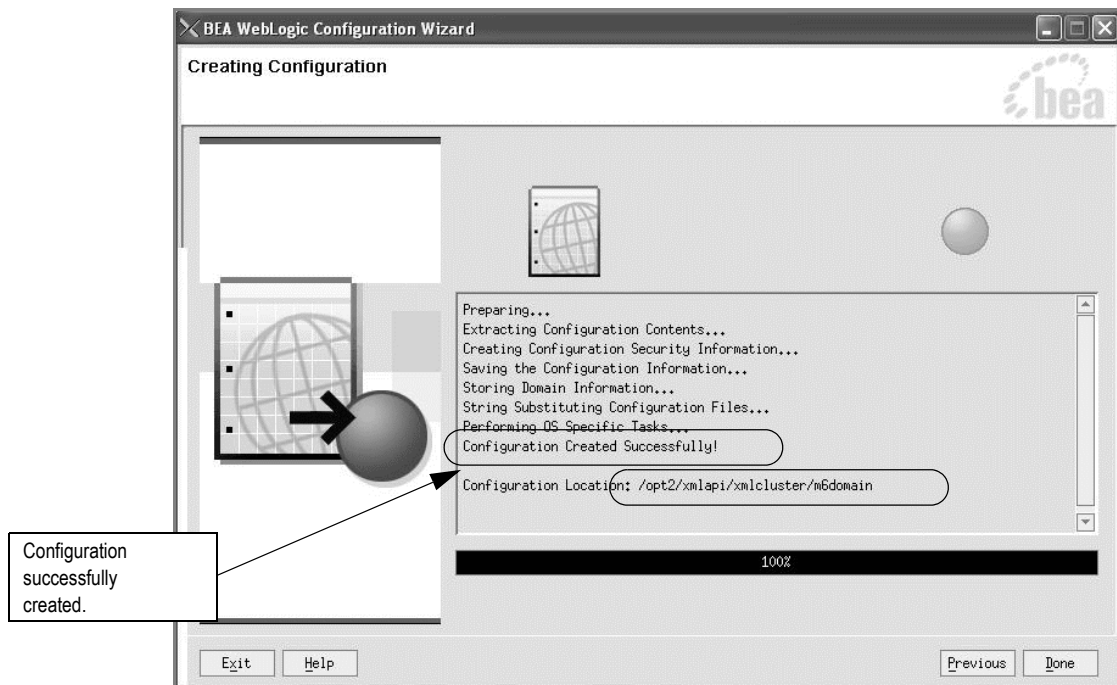 BEA WebLogic Configuration Wizard
Creating Configuration
bea
Preparing...
Extracting Configuration Contents...
Creating Configuration Security Information...
Saving the Configuration Information...
Storing Domain Information...
String Substituting Configuration Files...
Performing OS Specific Tasks...
Configuration Created Successfully!
Configuration Location: /opt2/xmlapi/xmlcluster/m6domain
Configuration
successfully
created.
100%
Exit
Help
Previous
Done